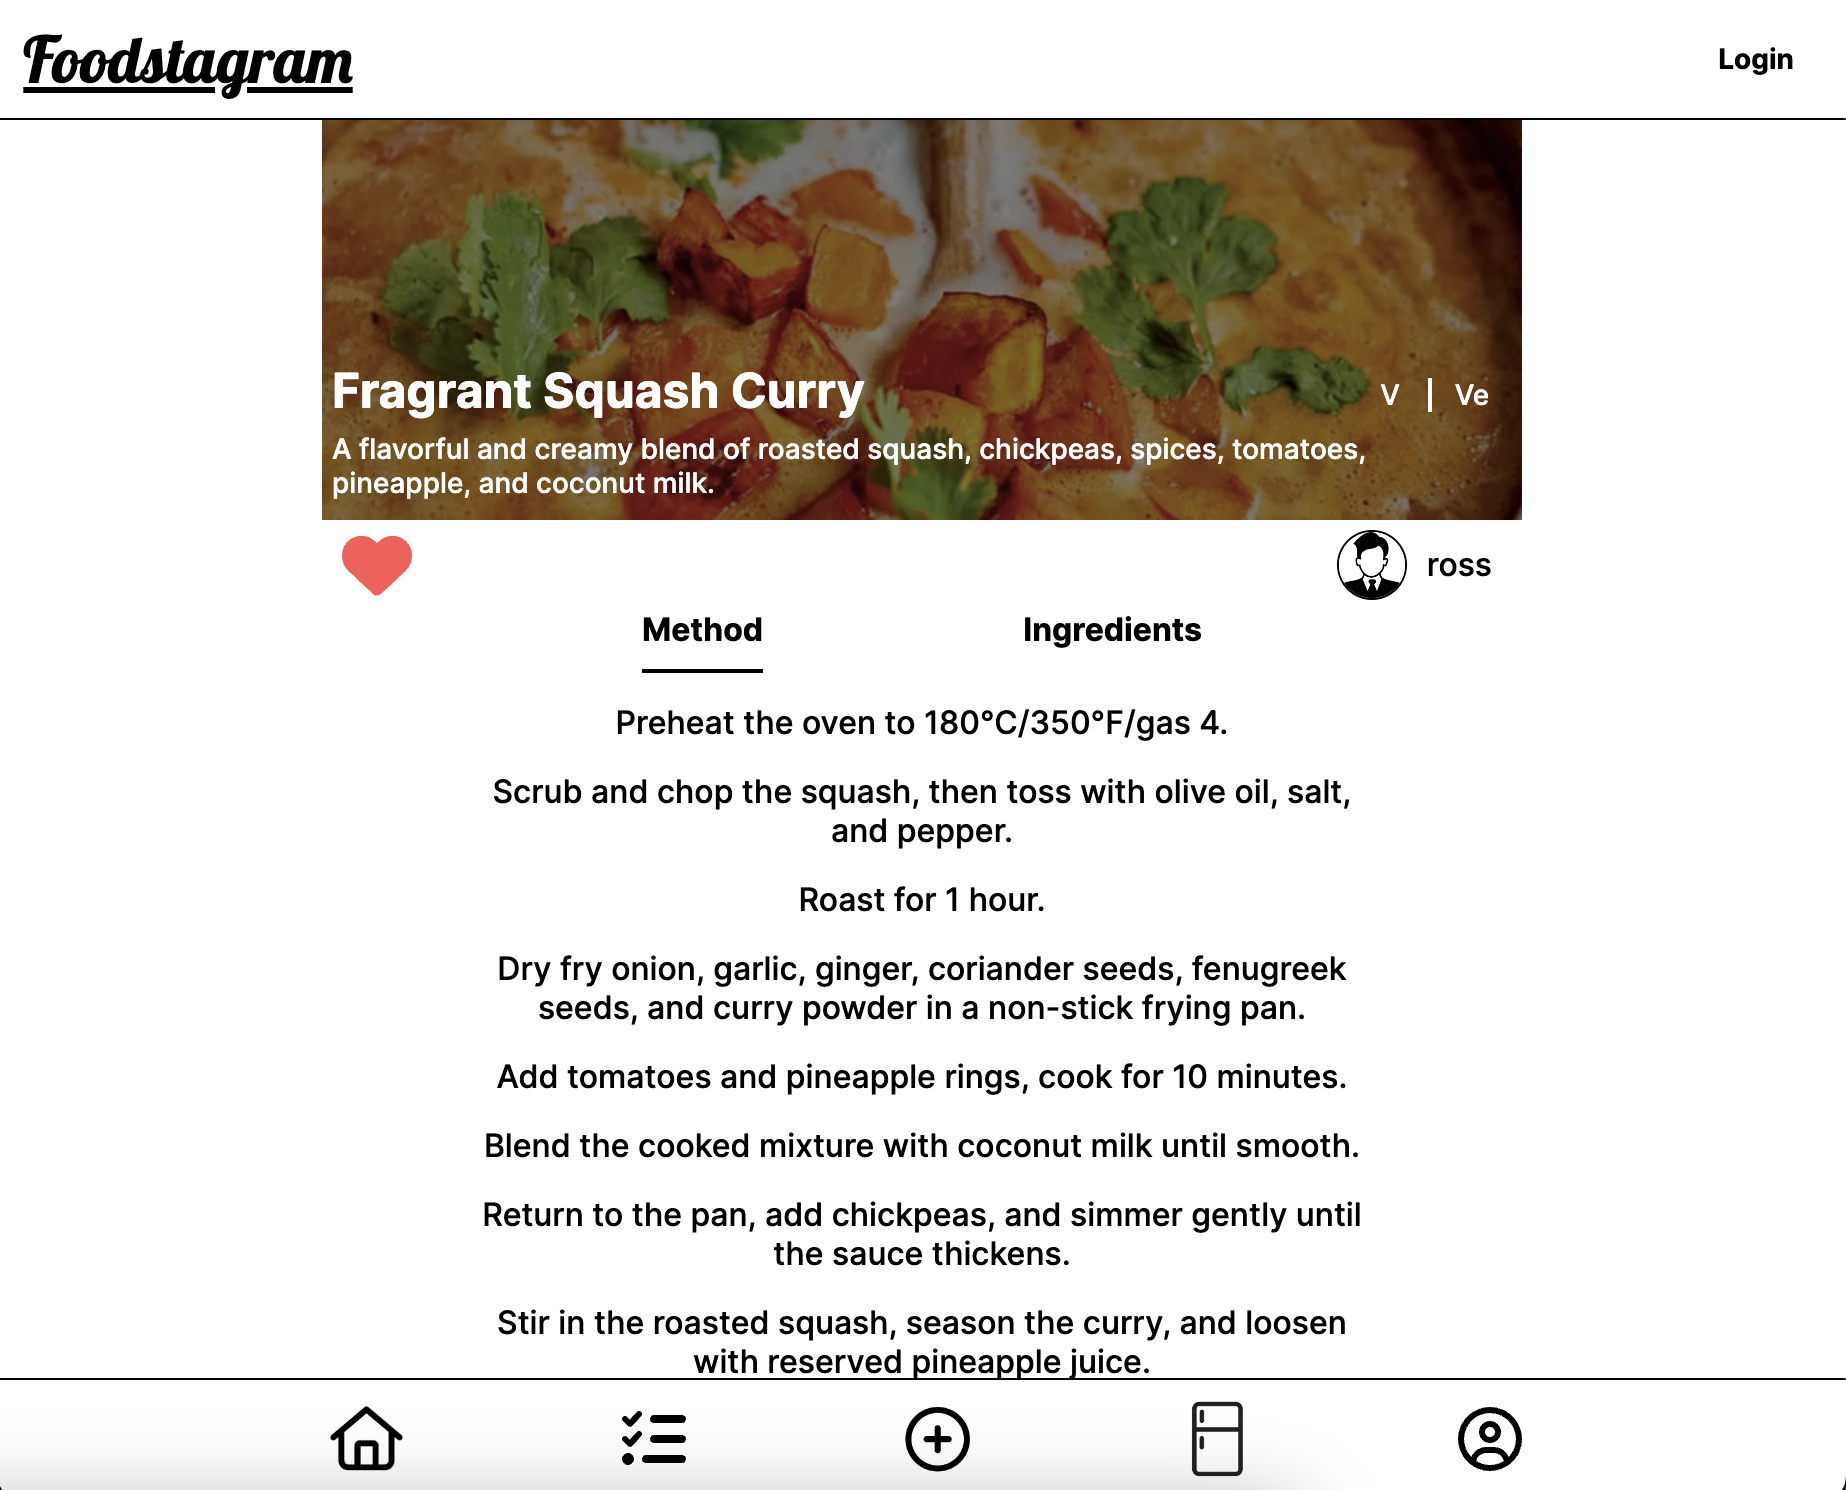 Foodstagram
Login
Fragrant Squash Curry
V | Ve
A flavorful and creamy blend of roasted squash, chickpeas, spices, tomatoes,
pineapple, and coconut milk.
ross
Method
Ingredients
Preheat the oven to 180°C/350°F/gas 4.
Scrub and chop the squash, then toss with olive oil, salt,
and pepper.
Roast for 1 hour.
Dry fry onion, garlic, ginger, coriander seeds, fenugreek
seeds, and curry powder in a non-stick frying pan.
Add tomatoes and pineapple rings, cook for 10 minutes.
Blend the cooked mixture with coconut milk until smooth.
Return to the pan, add chickpeas, and simmer gently until
the sauce thickens.
Stir in the roasted squash, season the curry, and loosen
with reserved pineapple juice.